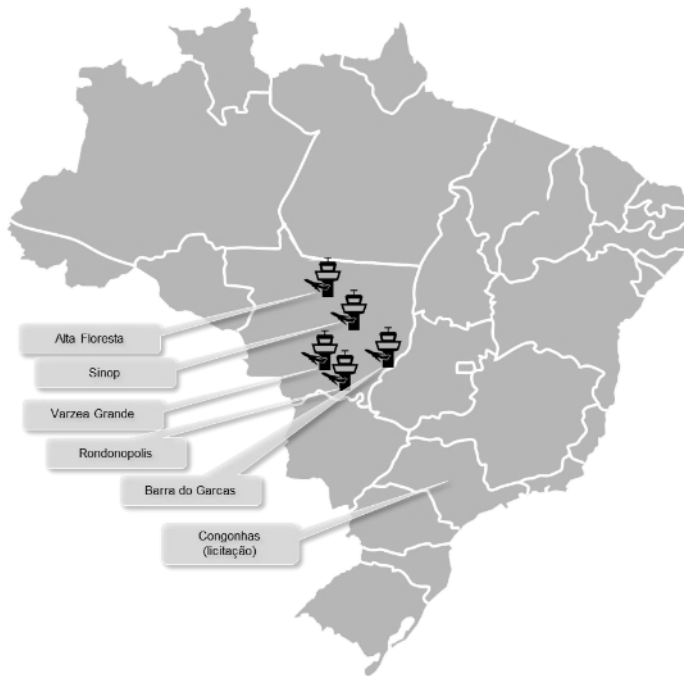 Alta Floresta
Sinop
Varzea Grande
Rondonopolis
Barra do Garcas
Congonhas
(licitação)